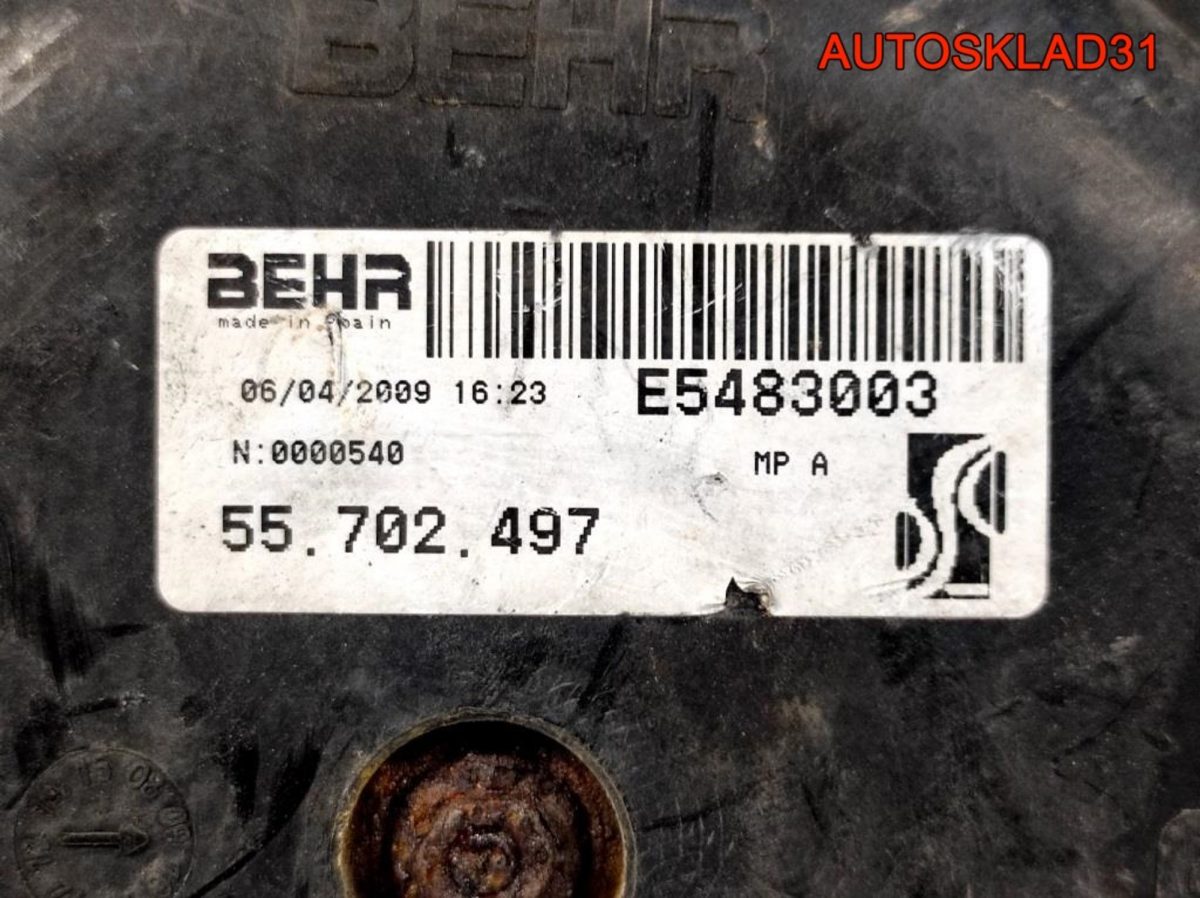 BEHR
AUTOSKLAD31
BEHR
made in Spain
06/04/2009 16:23
E5483003
N:0000540
MP A
55.702.497